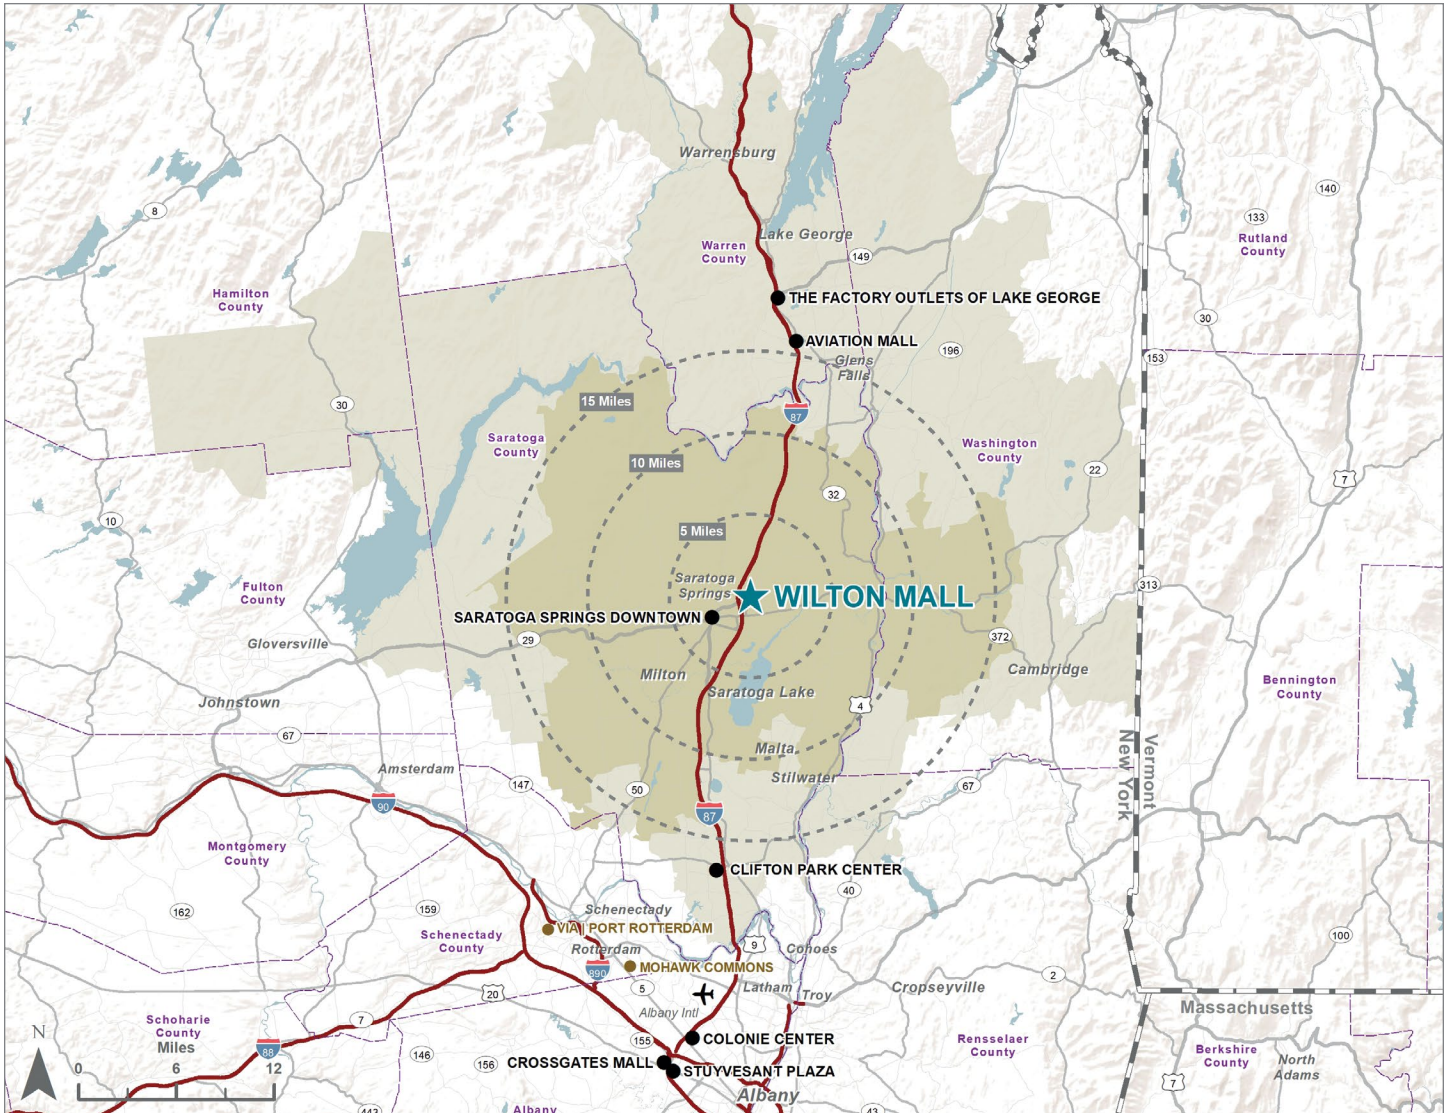 Warrensburg
8
140
133
Rutland
County
Lake George
Warren
County
149
Hamilton
County
THE FACTORY OUTLETS OF LAKE GEORGE
30
AVIATION MALL
196
153
Glens
Falls
15 Miles
30
87
Saratoga
County
Washington
County
10 Miles
22
7
32
10
5 Miles
Saratoga
Springs
313
Fulton
County
WILTON MALL
SARATOGA SPRINGS DOWNTOWN
29
372
Gloversville
Milton
Cambridge
Bennington
County
Saratoga Lake
Johnstown
4
67
Malta
Vermont
New York
Amsterdam
Stilwater
147
50
67
90
87
Montgomery
County
CLIFTON PARK CENTER
40
162
159
Schenectady
VIA PORT ROTTERDAM
Schenectady
County
Rotterdam
9
Cohoes
100
890
MOHAWK COMMONS
2
20
5
Latham
Troy
Cropseyville
Massachusetts
Albany Intl
7
Schoharie
County
N
Miles
0
6
12
88
146
155
156
COLONIE CENTER
CROSSGATES MALL
STUYVESANT PLAZA
Rensselaer
County
Berkshire
County
North
Adams
7
Albany
443
Albany
43